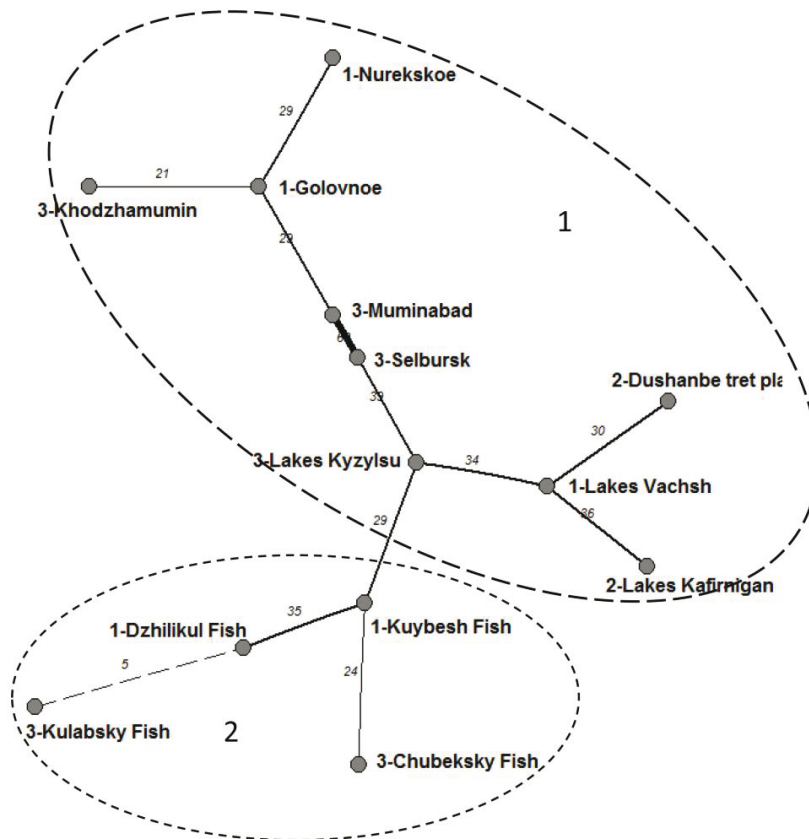 1-Nurekskoe
29
21
1-Golovnoe
3-Khodzhamumin
1
3-Muminabad
3-Selbursk
2-Dushanbe tret pla
39
30
3-Lakes Kyzylsu
34
1-Lakes Vachsh
29
2-Lakes Kafirnigan
35
1-Kuybesh Fish
1-Dzhilikul Fish
5
24
3-Kulabsky Fish
2
3-Chubeksky Fish